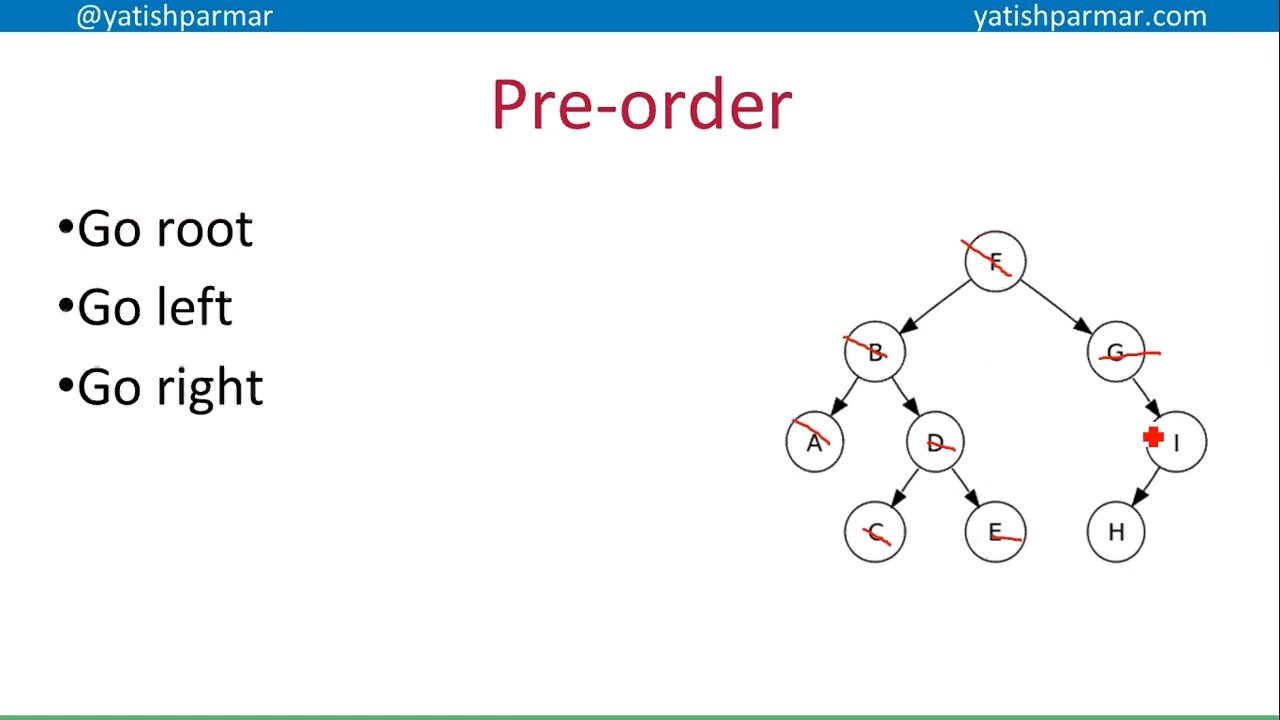 @yatishparmar yatishparmar.com
Pre-order
•Go root
•Go left
•Go right
F
B G
A D I
C E H